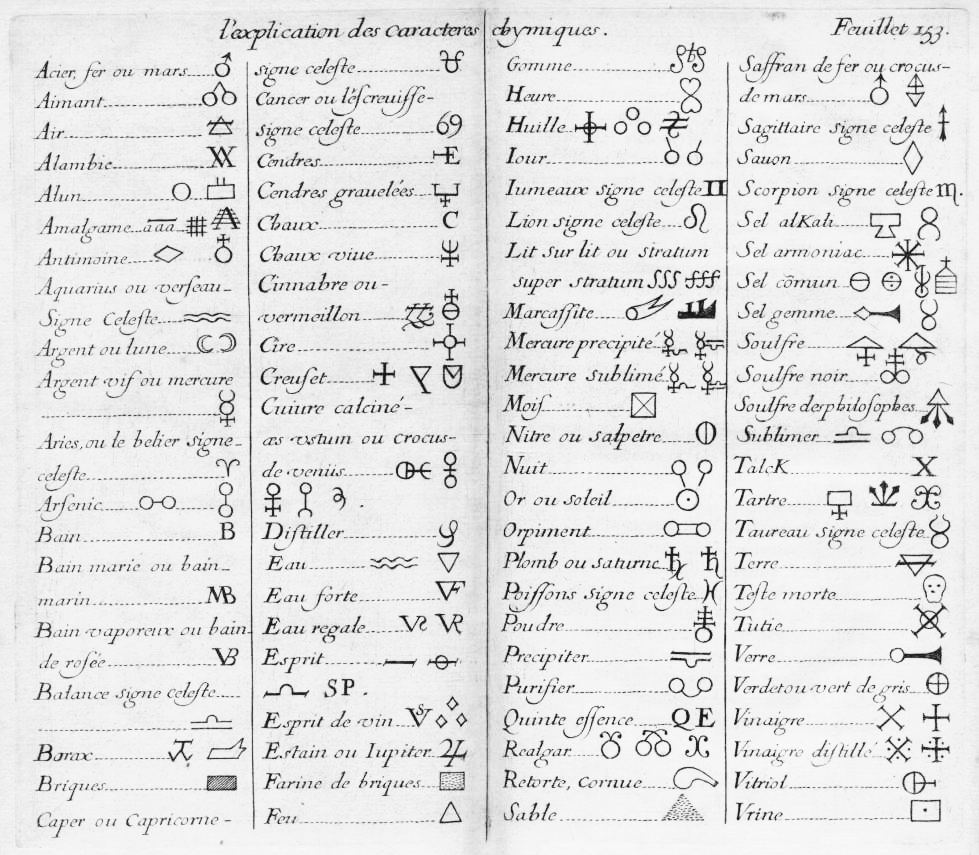 l'explication des Caracteres chymiques.
Feuillet 153.
Acier, fer ou mars
Aimant
Air
Alambic
Alun
Amalgame aaa
Antimoine
Aquarius ou verseau
Signe Celeste
Argent ou lune
Argent vif ou mercure
Aries, ou le belier signe
celeste
Arsenic
Bain B
Bain marie ou bain
marin MB
Bain vaporeux ou bain
de rosée VB
Balance signe celeste
Borax
Briques
Caper ou Capricorne
signe celeste
Cancer ou l'escreuisse
signe celeste 69
Cendres E
Cendres grauelées
Chaux C
Chaux viue
Cinnabre ou
vermeillon
Cire
Creuset
Cuiure calciné
æs vstum ou crocus
de venus
Distiller
Eau
Eau forte
Eau regale
Esprit
SP.
Esprit de vin
Estain ou Iupiter
Farine de briques
Feu
Gomme
Heure
Huille
Iour
Iumeaux signe celeste II
Lion signe celeste
Lit sur lit ou stratum
super stratum SSS
Marcassite
Mercure precipité
Mercure sublimé
Mois
Nitre ou salpetre
Nuit
Or ou soleil
Orpiment
Plomb ou saturne
Poissons signe celeste
Poudre
Precipiter
Purifier
Quinte essence QE
Realgar
Retorte, cornue
Sable
Saffran de fer ou crocus
de mars
Sagittaire signe celeste
Sauon
Scorpion signe celeste
Sel alKali
Sel armoniac
Sel cõmun
Sel gemme
Soulfre
Soulfre noir
Soulfre des philosophes
Sublimer
TalcK X
Tartre
Taureau signe celeste
Terre
Teste morte
Tutie
Verre
Verdet ou vert de gris
Vinaigre
Vinaigre distillé
Vitriol
Vrine